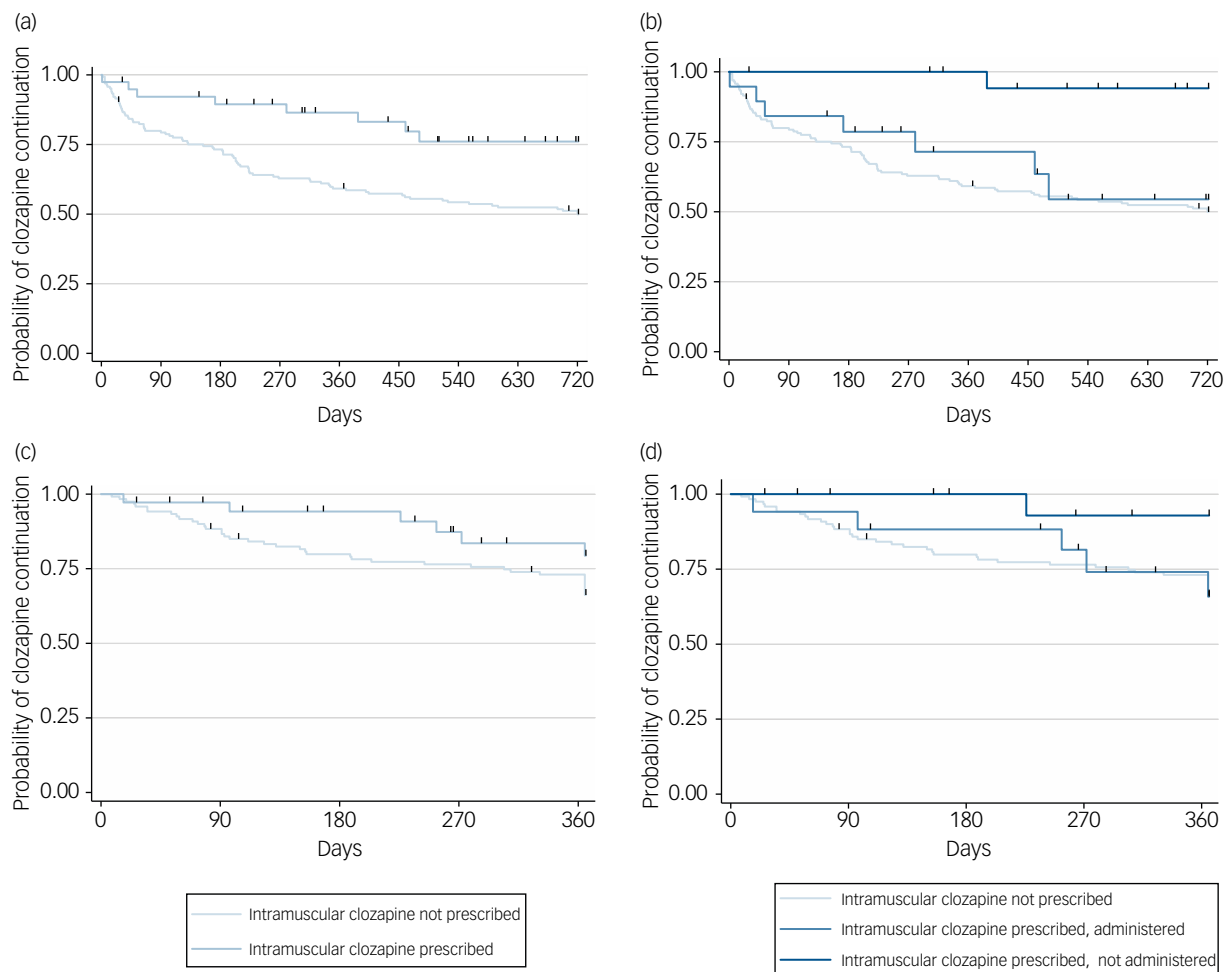 (a)
Probability of clozapine continuation
1.00
0.75
0.50
0.25
0.00
0 90 180 270 360 450 540 630 720
Days
(b)
Probability of clozapine continuation
1.00
0.75
0.50
0.25
0.00
0 90 180 270 360 450 540 630 720
Days
(c)
Probability of clozapine continuation
1.00
0.75
0.50
0.25
0.00
0 90 180 270 360
Days
(d)
Probability of clozapine continuation
1.00
0.75
0.50
0.25
0.00
0 90 180 270 360
Days
Intramuscular clozapine not prescribed
Intramuscular clozapine prescribed
Intramuscular clozapine not prescribed
Intramuscular clozapine prescribed, administered
Intramuscular clozapine prescribed, not administered